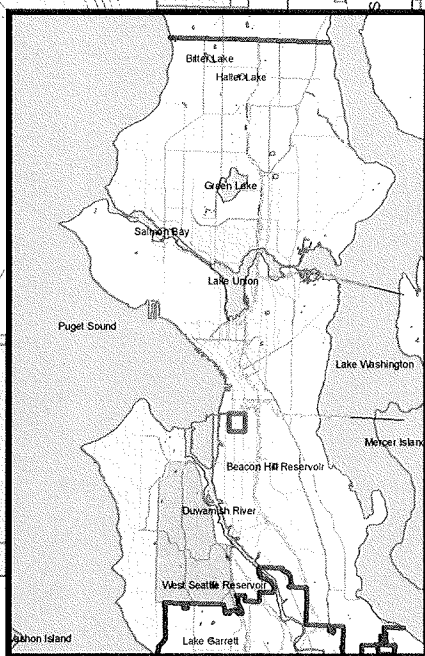 Bitter Lake
Haller Lake
Green Lake
Salmon Bay
Lake Union
Puget Sound
Lake Washington
Mercer Island
Beacon Hill Reservoir
Duwamish River
West Seattle Reservoir
Lake Garrett